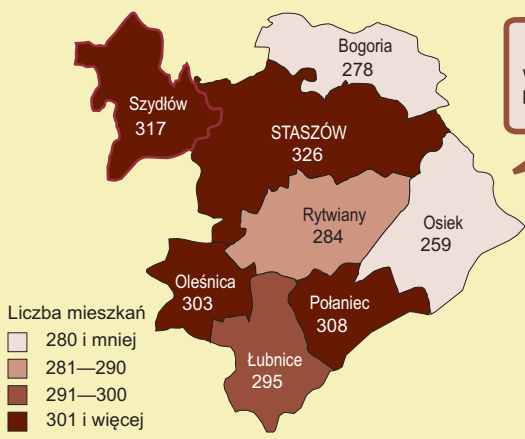 Bogoria
278
Szydłów
317
STASZÓW
326
Rytwiany
284
Osiek
259
Oleśnica
303
Połaniec
308
Łubnice
295
Liczba mieszkań
280 i mniej
281—290
291—300
301 i więcej